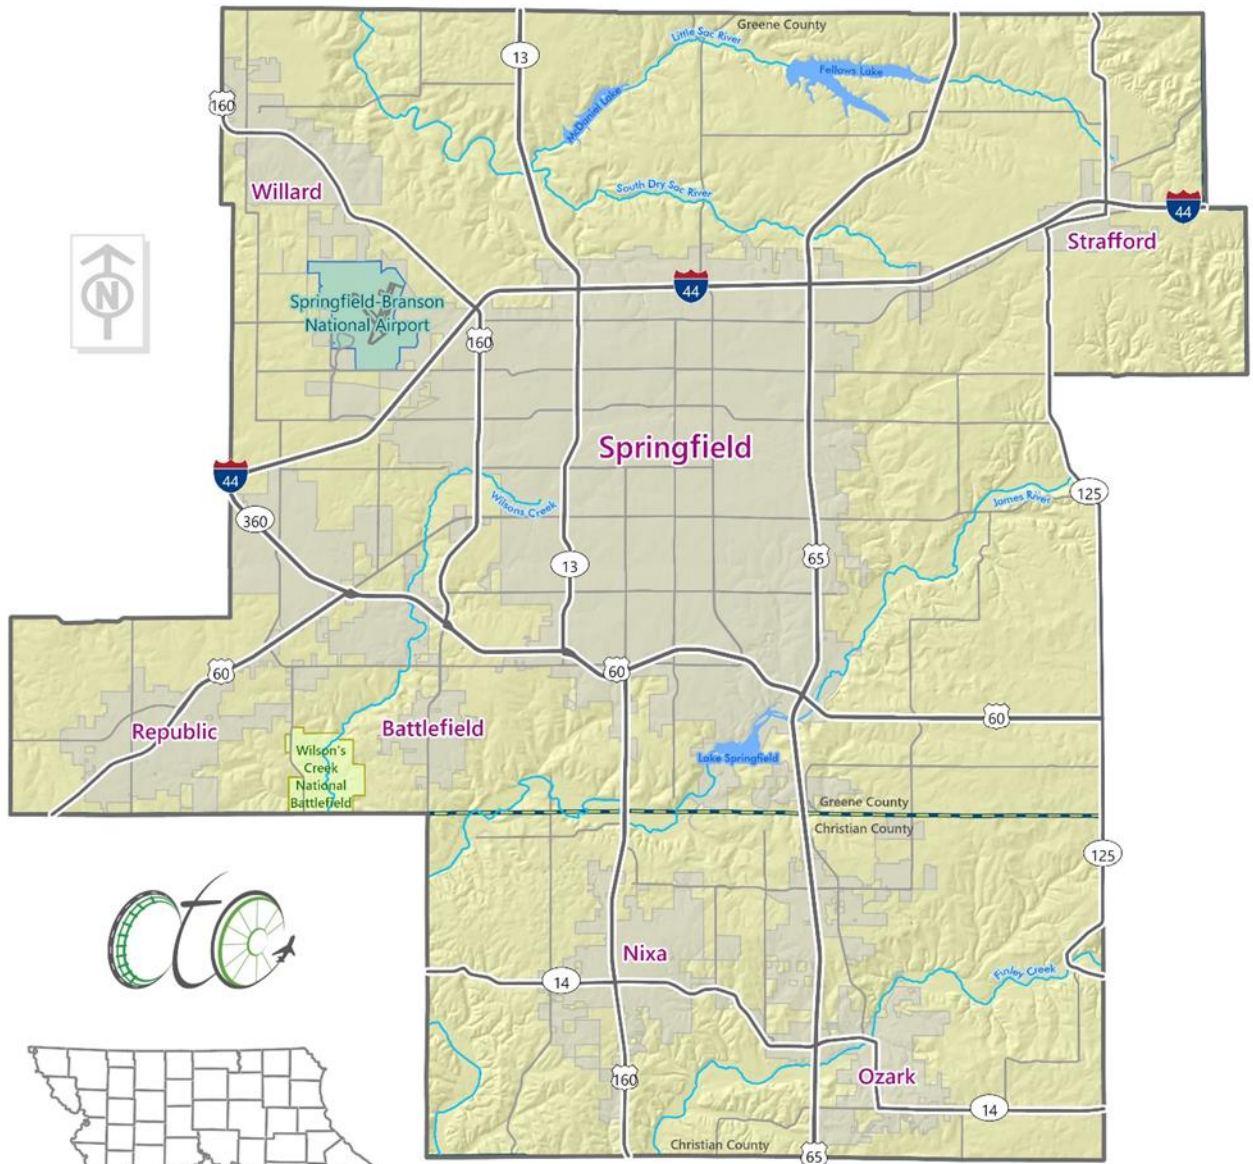 Greene County
Little Sac River
13
Fellows Lake
160
McDaniel Lake
Willard
South Dry Sac River
44
Strafford
N
44
Springfield-Branson
National Airport
160
Springfield
44
Wilsons Creek
James River
125
360
65
13
60
60
60
Republic
Battlefield
Wilson's
Creek
National
Battlefield
Lake Springfield
Greene County
Christian County
125
cto
Nixa
14
Finley Creek
160
Ozark
14
Christian County
65